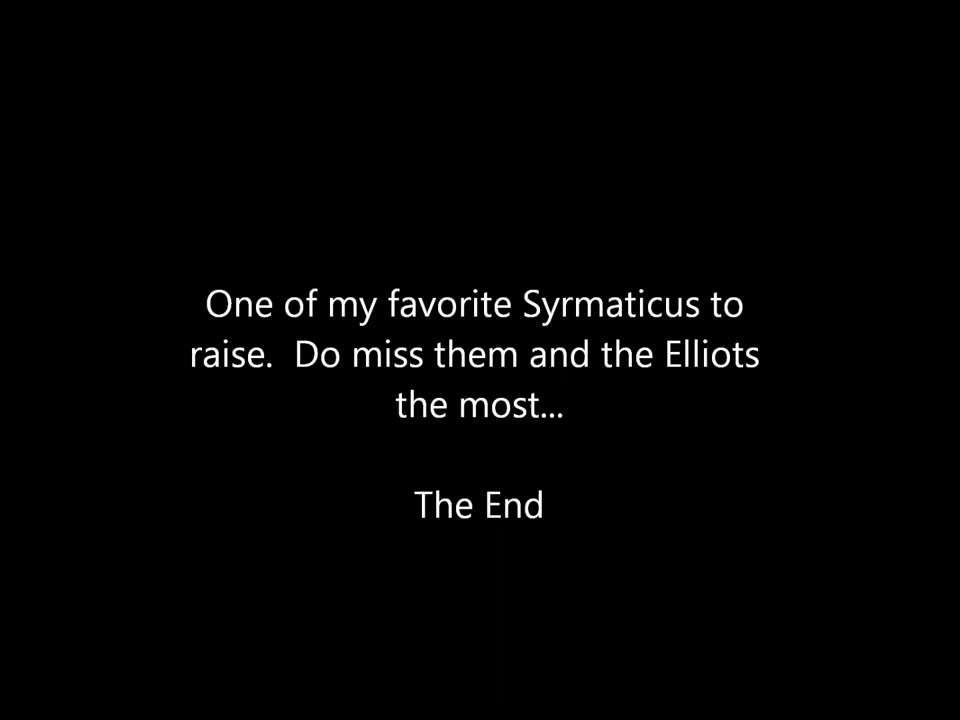 One of my favorite Syrmaticus to
raise.  Do miss them and the Elliots
the most...
The End